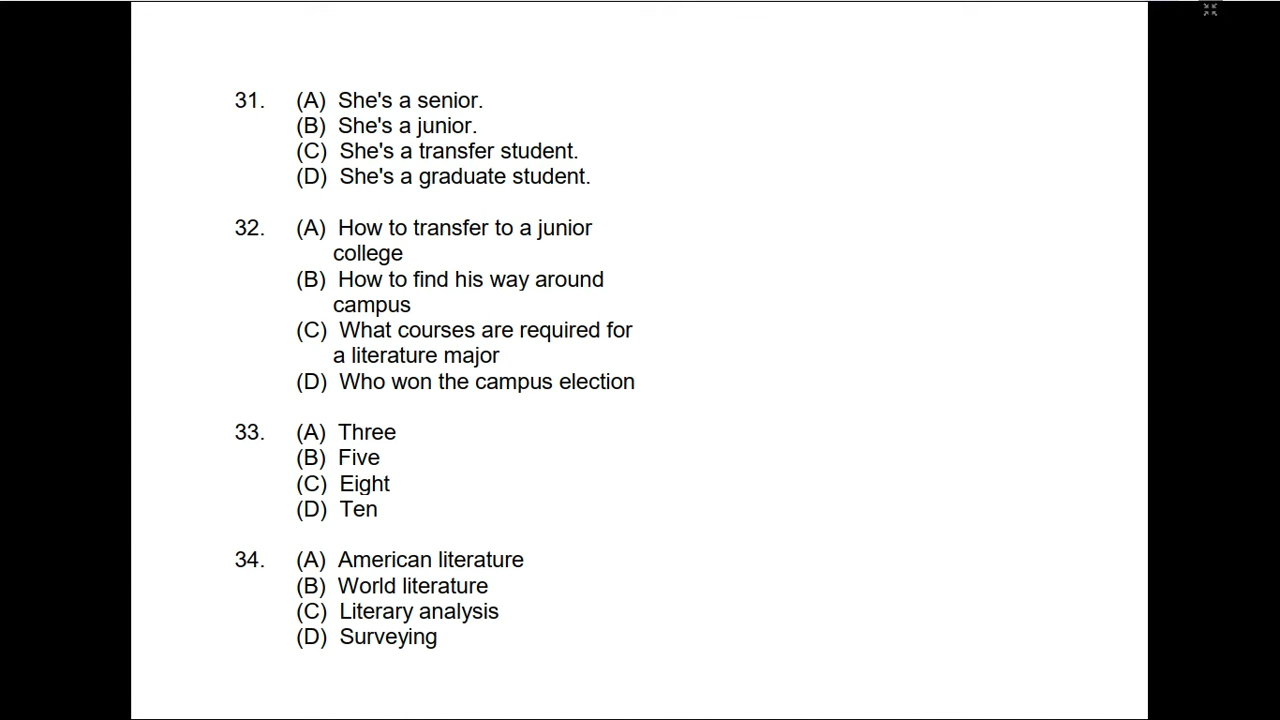 31. (A) She's a senior.
(B) She's a junior.
(C) She's a transfer student.
(D) She's a graduate student.
32. (A) How to transfer to a junior
college
(B) How to find his way around
campus
(C) What courses are required for
a literature major
(D) Who won the campus election
33. (A) Three
(B) Five
(C) Eight
(D) Ten
34. (A) American literature
(B) World literature
(C) Literary analysis
(D) Surveying